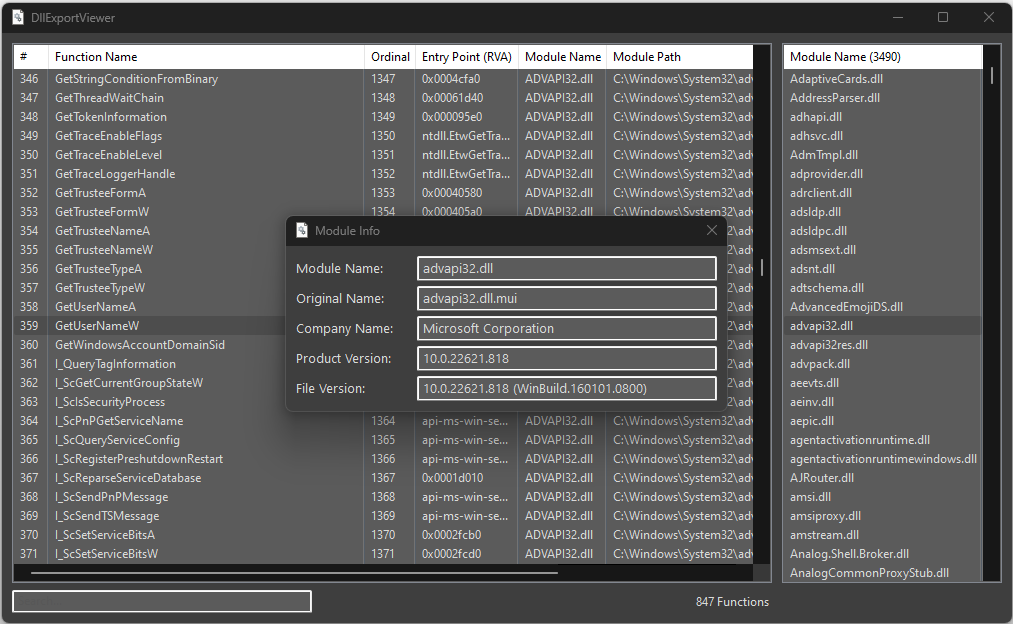 DllExportViewer
# Function Name Ordinal Entry Point (RVA) Module Name Module Path
346 GetStringConditionFromBinary 1347 0x0004cfa0 ADVAPI32.dll C:\Windows\System32\adv
347 GetThreadWaitChain 1348 0x00061d40 ADVAPI32.dll C:\Windows\System32\adv
348 GetTokenInformation 1349 0x000095e0 ADVAPI32.dll C:\Windows\System32\adv
349 GetTraceEnableFlags 1350 ntdll.EtwGetTra... ADVAPI32.dll C:\Windows\System32\adv
350 GetTraceEnableLevel 1351 ntdll.EtwGetTra... ADVAPI32.dll C:\Windows\System32\adv
351 GetTraceLoggerHandle 1352 ntdll.EtwGetTra... ADVAPI32.dll C:\Windows\System32\adv
352 GetTrusteeFormA 1353 0x00040580 ADVAPI32.dll C:\Windows\System32\adv
353 GetTrusteeFormW 1354 0x000405a0 ADVAPI32.dll C:\Windows\System32\adv
354 GetTrusteeNameA
355 GetTrusteeNameW
356 GetTrusteeTypeA
357 GetTrusteeTypeW
358 GetUserNameA
359 GetUserNameW
360 GetWindowsAccountDomainSid
361 I_QueryTagInformation
362 I_ScGetCurrentGroupStateW
363 I_ScIsSecurityProcess
364 I_ScPnPGetServiceName 1364 api-ms-win-se... ADVAPI32.dll C:\Windows\System32\adv
365 I_ScQueryServiceConfig 1365 api-ms-win-se... ADVAPI32.dll C:\Windows\System32\adv
366 I_ScRegisterPreshutdownRestart 1366 api-ms-win-se... ADVAPI32.dll C:\Windows\System32\adv
367 I_ScReparseServiceDatabase 1367 0x0001d010 ADVAPI32.dll C:\Windows\System32\adv
368 I_ScSendPnPMessage 1368 api-ms-win-se... ADVAPI32.dll C:\Windows\System32\adv
369 I_ScSendTSMessage 1369 api-ms-win-se... ADVAPI32.dll C:\Windows\System32\adv
370 I_ScSetServiceBitsA 1370 0x0002fcb0 ADVAPI32.dll C:\Windows\System32\adv
371 I_ScSetServiceBitsW 1371 0x0002fcd0 ADVAPI32.dll C:\Windows\System32\adv
Module Info
Module Name: advapi32.dll
Original Name: advapi32.dll.mui
Company Name: Microsoft Corporation
Product Version: 10.0.22621.818
File Version: 10.0.22621.818 (WinBuild.160101.0800)
Module Name (3490)
AdaptiveCards.dll
AddressParser.dll
adhapi.dll
adhsvc.dll
AdmTmpl.dll
adprovider.dll
adrclient.dll
adsldp.dll
adsldpc.dll
adsmsext.dll
adsnt.dll
adtschema.dll
AdvancedEmojiDS.dll
advapi32.dll
advapi32res.dll
advpack.dll
aeevts.dll
aeinv.dll
aepic.dll
agentactivationruntime.dll
agentactivationruntimewindows.dll
AJRouter.dll
amsi.dll
amsiproxy.dll
amstream.dll
Analog.Shell.Broker.dll
AnalogCommonProxyStub.dll
847 Functions